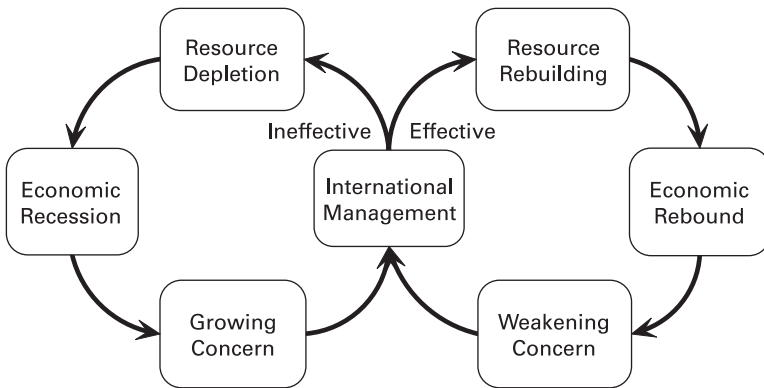 Resource
Depletion
Resource
Rebuilding
Ineffective
Effective
Economic
Recession
International
Management
Economic
Rebound
Growing
Concern
Weakening
Concern